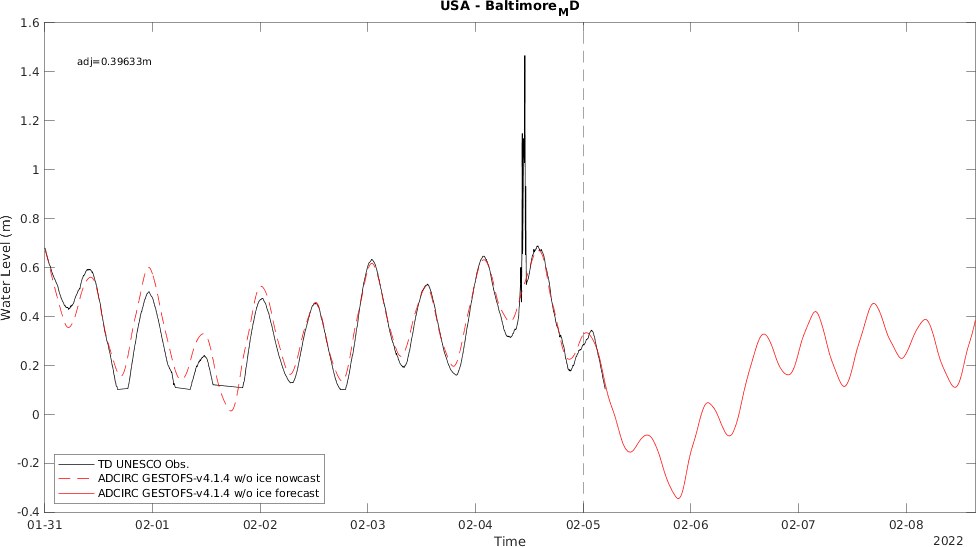 USA - Baltimore_MD
1.6
adj=0.39633m
1.4
1.2
1
0.8
0.6
0.4
0.2
0
-0.2
-0.4
Water Level (m)
TD UNESCO Obs.
ADCIRC GESTOFS-v4.1.4 w/o ice nowcast
ADCIRC GESTOFS-v4.1.4 w/o ice forecast
01-31 02-01 02-02 02-03 02-04 02-05 02-06 02-07 02-08
Time
2022